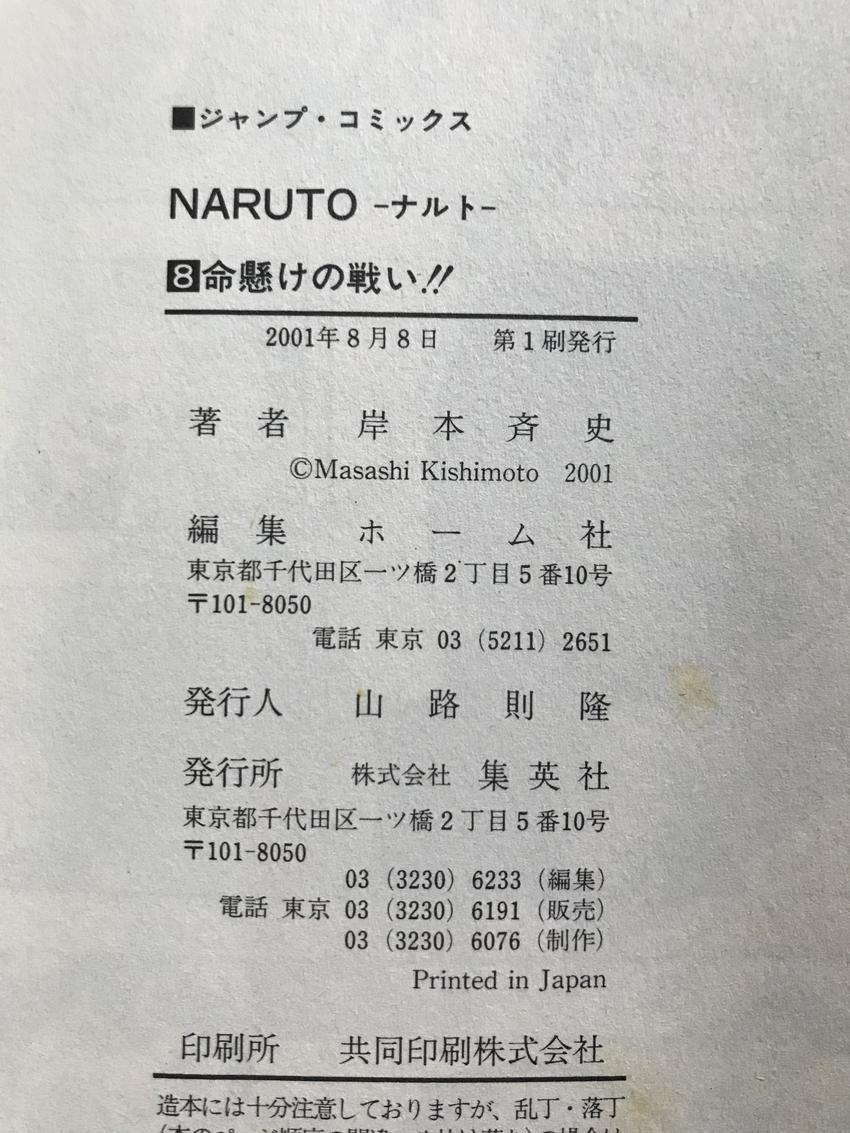 ■ジャンプ・コミックス
NARUTO -ナルト-
8命懸けの戦い!!
2001年8月8日 第1刷発行
著者 岸本斉史
©Masashi Kishimoto 2001
編集 ホーム社
東京都千代田区一ツ橋2丁目5番10号
〒101-8050
電話 東京 03 (5211) 2651
発行人 山路則隆
発行所 株式会社 集英社
東京都千代田区一ツ橋2丁目5番10号
〒101-8050
03 (3230) 6233 (編集)
電話 東京 03 (3230) 6191 (販売)
03 (3230) 6076 (制作)
Printed in Japan
印刷所 共同印刷株式会社
造本には十分注意しておりますが、乱丁・落丁